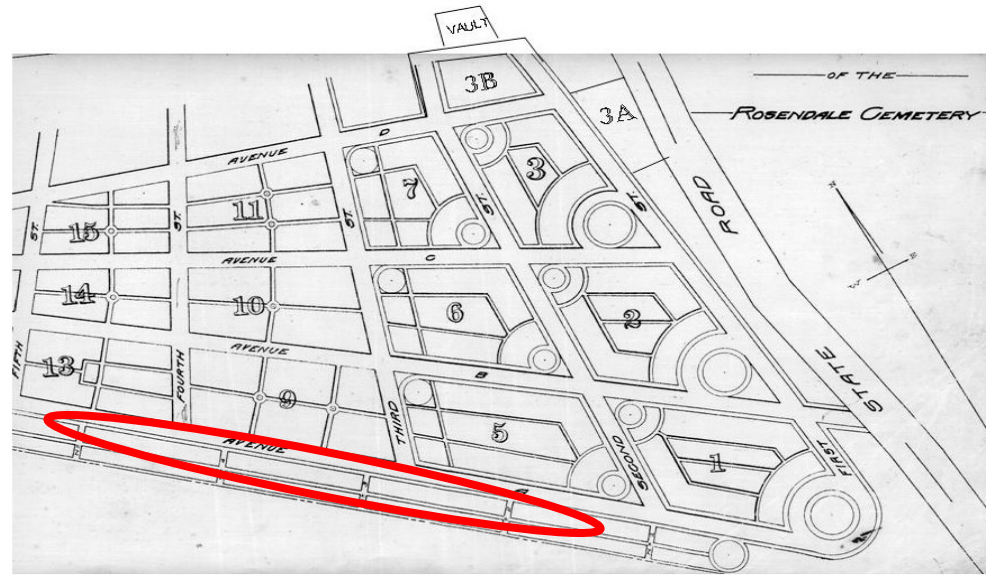 VAULT
OF THE
3B
ROSENDALE CEMETERY
3A
AVENUE D
3
ROAD
7
ST.
11
ST.
ST.
ST.
15
ST.
AVENUE C
14
10
6
2
STATE
AVENUE B
FIFTH
13
FOURTH
9
THIRD
5
SECOND
1
FIRST
AVENUE A